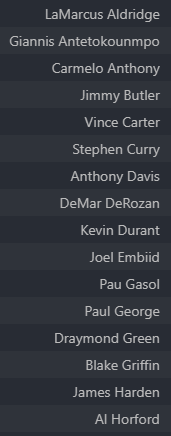 LaMarcus Aldridge
Giannis Antetokounmpo
Carmelo Anthony
Jimmy Butler
Vince Carter
Stephen Curry
Anthony Davis
DeMar DeRozan
Kevin Durant
Joel Embiid
Pau Gasol
Paul George
Draymond Green
Blake Griffin
James Harden
Al Horford